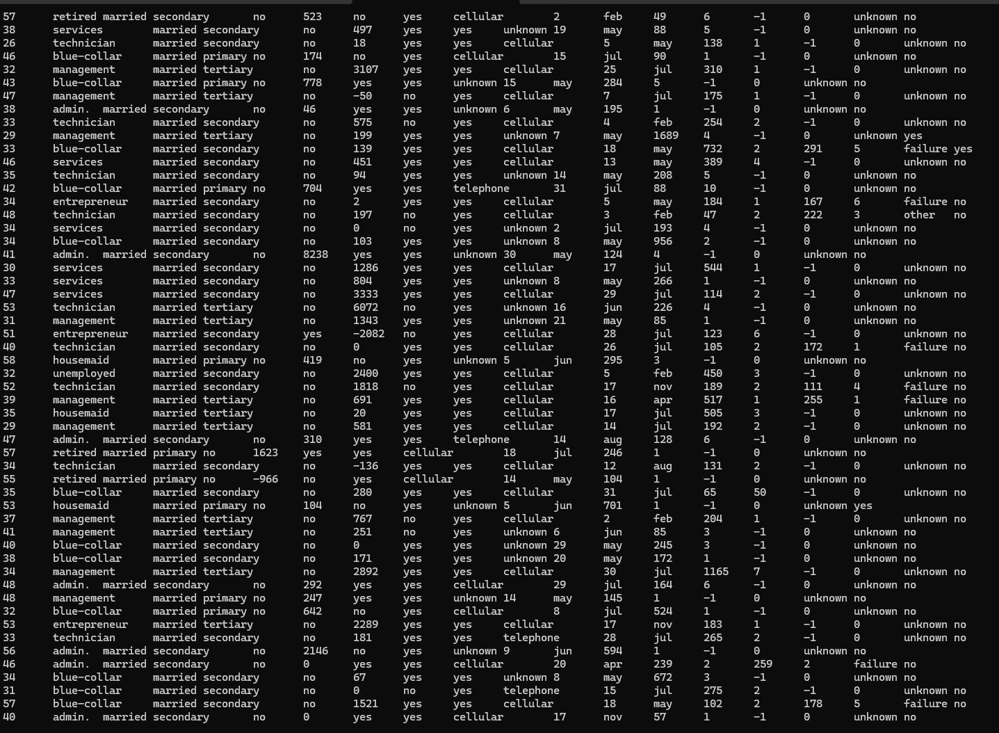 57 retired married secondary no 523 no yes cellular 2 feb 49 6 -1 0 unknown no
38 services married secondary no 497 yes yes unknown 19 may 88 5 -1 0 unknown no
26 technician married secondary no 18 yes yes cellular 5 may 138 1 -1 0 unknown no
46 blue-collar married primary no 174 no yes cellular 15 jul 90 1 -1 0 unknown no
32 management married tertiary no 3107 yes yes cellular 25 jul 310 1 -1 0 unknown no
43 blue-collar married primary no 778 yes yes unknown 15 may 284 5 -1 0 unknown no
47 management married tertiary no -50 no yes cellular 7 jul 175 1 -1 0 unknown no
38 admin. married secondary no 46 yes yes unknown 6 may 195 1 -1 0 unknown no
33 technician married secondary no 575 no yes cellular 4 feb 254 2 -1 0 unknown no
29 management married tertiary no 199 yes yes unknown 7 may 1689 4 -1 0 unknown yes
33 blue-collar married secondary no 139 yes yes cellular 18 may 732 2 291 5 failure yes
46 services married secondary no 451 yes yes cellular 13 may 389 4 -1 0 unknown no
35 technician married secondary no 94 yes yes unknown 14 may 208 5 -1 0 unknown no
42 blue-collar married primary no 704 yes yes telephone 31 jul 88 10 -1 0 unknown no
34 entrepreneur married secondary no 2 yes yes cellular 5 may 184 1 167 6 failure no
48 technician married secondary no 197 no yes cellular 3 feb 47 2 222 3 other no
34 services married secondary no 0 no yes unknown 2 jul 193 4 -1 0 unknown no
34 blue-collar married secondary no 103 yes yes unknown 8 may 956 2 -1 0 unknown no
41 admin. married secondary no 8238 yes yes unknown 30 may 124 4 -1 0 unknown no
30 services married secondary no 1286 yes yes cellular 17 jul 544 1 -1 0 unknown no
33 services married secondary no 804 yes yes unknown 8 may 266 1 -1 0 unknown no
47 services married secondary no 3333 yes yes cellular 29 jul 114 2 -1 0 unknown no
53 technician married tertiary no 6072 no yes unknown 16 jun 226 4 -1 0 unknown no
31 management married tertiary no 1343 yes yes unknown 21 may 85 1 -1 0 unknown no
51 entrepreneur married secondary yes -2082 no yes cellular 28 jul 123 6 -1 0 unknown no
40 technician married secondary no 0 yes yes cellular 26 jul 105 2 172 1 failure no
58 housemaid married primary no 419 no yes unknown 5 jun 295 3 -1 0 unknown no
32 unemployed married secondary no 2400 yes yes cellular 5 feb 450 3 -1 0 unknown no
52 technician married secondary no 1818 no yes cellular 17 nov 189 2 111 4 failure no
39 management married tertiary no 691 yes yes cellular 16 apr 517 1 255 1 failure no
35 housemaid married tertiary no 20 yes yes cellular 17 jul 505 3 -1 0 unknown no
29 management married tertiary no 581 yes yes cellular 14 jul 192 2 -1 0 unknown no
47 admin. married secondary no 310 yes yes telephone 14 aug 128 6 -1 0 unknown no
57 retired married primary no 1623 yes yes cellular 18 jul 246 1 -1 0 unknown no
34 technician married secondary no -136 yes yes cellular 12 aug 131 2 -1 0 unknown no
55 retired married primary no -966 no yes cellular 14 may 104 1 -1 0 unknown no
35 blue-collar married secondary no 280 yes yes cellular 31 jul 65 50 -1 0 unknown no
53 housemaid married primary no 104 no yes unknown 5 jun 701 1 -1 0 unknown yes
37 management married tertiary no 767 no yes cellular 2 feb 204 1 -1 0 unknown no
41 management married tertiary no 251 no yes unknown 6 jun 85 3 -1 0 unknown no
40 blue-collar married secondary no 0 yes yes unknown 29 may 245 3 -1 0 unknown no
38 blue-collar married secondary no 171 yes yes unknown 20 may 172 1 -1 0 unknown no
34 management married tertiary no 2892 yes yes cellular 30 jul 1165 7 -1 0 unknown no
48 admin. married secondary no 292 yes yes cellular 29 jul 164 6 -1 0 unknown no
48 management married primary no 247 yes yes unknown 14 may 145 1 -1 0 unknown no
32 blue-collar married primary no 642 no yes cellular 8 jul 524 1 -1 0 unknown no
53 entrepreneur married tertiary no 2289 yes yes cellular 17 nov 183 1 -1 0 unknown no
33 technician married secondary no 181 yes yes telephone 28 jul 265 2 -1 0 unknown no
56 admin. married secondary no 2146 no yes unknown 9 jun 594 1 -1 0 unknown no
46 admin. married secondary no 0 yes yes cellular 20 apr 239 2 259 2 failure no
34 blue-collar married secondary no 67 yes yes unknown 8 may 672 3 -1 0 unknown no
31 blue-collar married secondary no 0 no yes telephone 15 jul 275 2 -1 0 unknown no
57 blue-collar married secondary no 1521 yes yes cellular 18 may 102 2 178 5 failure no
40 admin. married secondary no 0 yes yes cellular 17 nov 57 1 -1 0 unknown no